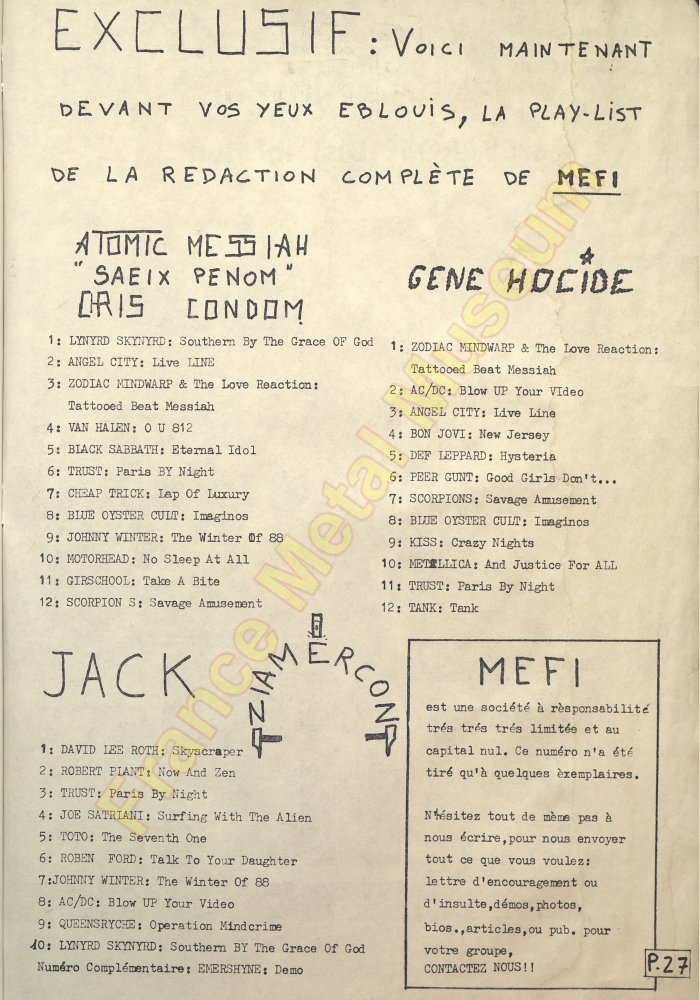 EXCLUSIF: VOICI MAINTENANT
DEVANT VOS YEUX EBLOUIS, LA PLAY-LIST
DE LA REDACTION COMPLÈTE DE MEFI
ATOMIC MESSIAH
"SAEIX PENOM"
CRIS CONDOM
1: LYNYRD SKYNYRD: Southern By The Grace OF God
2: ANGEL CITY: Live LINE
3: ZODIAC MINDWARP & The Love Reaction:
Tattooed Beat Messiah
4: VAN HALEN: O U 812
5: BLACK SABBATH: Eternal Idol
6: TRUST: Paris BY Night
7: CHEAP TRICK: Lap Of Luxury
8: BLUE OYSTER CULT: Imaginos
9: JOHNNY WINTER: The Winter Of 88
10: MOTORHEAD: No Sleep At All
11: GIRSCHOOL: Take A Bite
12: SCORPION S: Savage Amusement
GENE HOCIDE
1: ZODIAC MINDWARP & The Love Reaction:
Tattooed Beat Messiah
2: AC/DC: Blow UP Your VIdeo
3: ANGEL CITY: Live Line
4: BON JOVI: New Jersey
5: DEF LEPPARD: Hysteria
6: PEER GUNT: Good Girls Don't...
7: SCORPIONS: Savage Amusement
8: BLUE OYSTER CULT: Imaginos
9: KISS: Crazy Nights
10: METALLICA: And Justice For ALL
11: TRUST: Paris By Night
12: TANK: Tank
JACK
ZIAMERCON
1: DAVID LEE ROTH: Skyscraper
2: ROBERT PLANT: Now And Zen
3: TRUST: Paris By Night
4: JOE SATRIANI: Surfing With The Alien
5: TOTO: The Seventh One
6: ROBEN FORD: Talk To Your Daughter
7:JOHNNY WINTER: The Winter Of 88
8: AC/DC: Blow UP Your Video
9: QUEENSRYCHE: Operation Mindcrime
10: LYNYRD SKYNYRD: Southern BY The Grace Of God
Numéro Complémentaire: EMERSHYNE: Demo
MEFI
est une société à rèsponsabilité
trés trés trés limitée et au
capital nul. Ce numéro n'a été
tiré qu'à quelques èxemplaires.
N'hésitez tout de mème pas à
nous écrire,pour nous envoyer
tout ce que vous voulez:
lettre d'encouragement ou
d'insulte,démos,photos,
bios.,articles,ou pub. pour
votre groupe,
CONTACTEZ NOUS!!
P.27
France Metal Museum